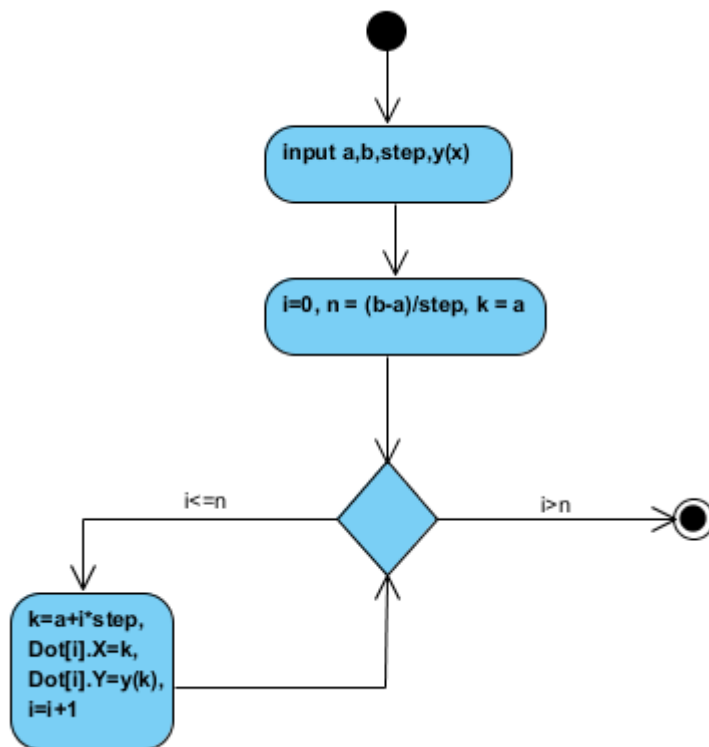 input a,b,step,y(x)
i=0, n = (b-a)/step, k = a
i<=n
i>n
k=a+i*step,
Dot[i].X=k,
Dot[i].Y=y(k),
i=i+1